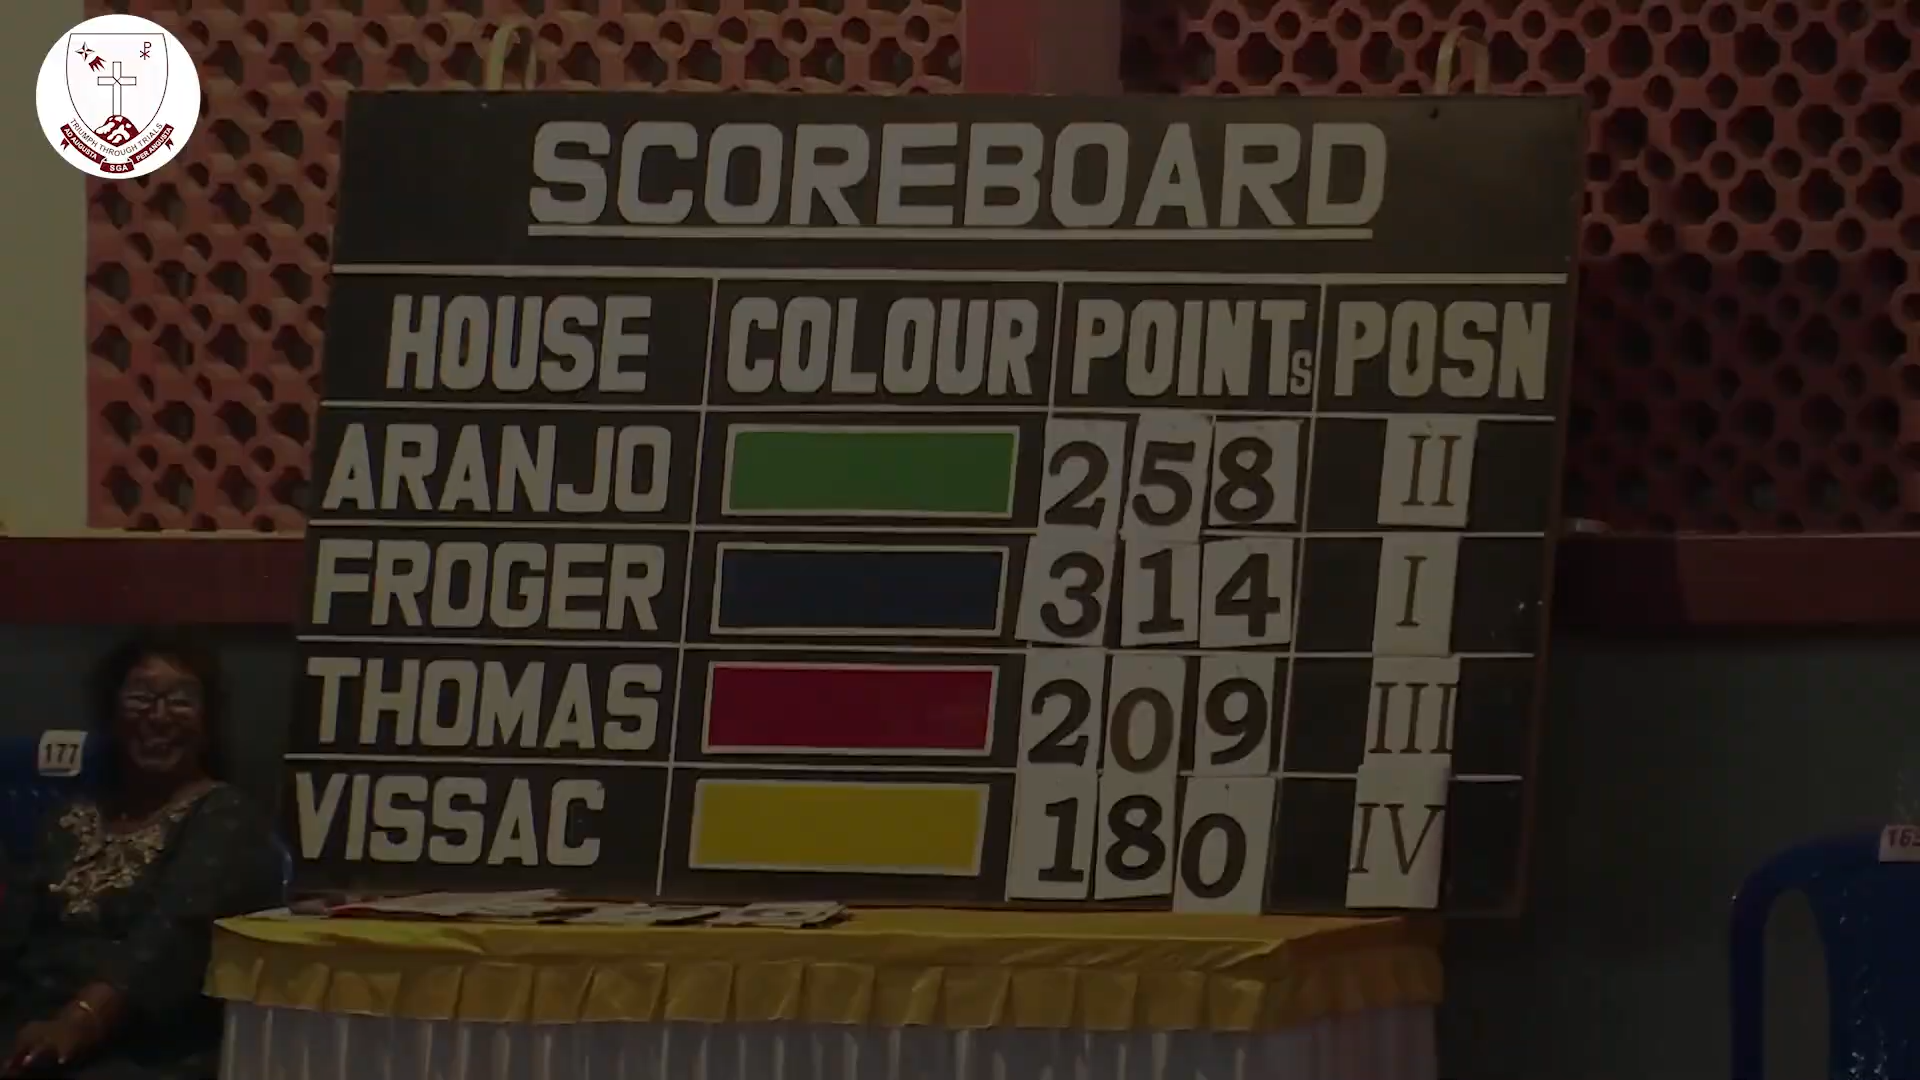 TRIUMPH THROUGH TRIALS
AD AUGUSTA SGA PER ANGUSTA
SCOREBOARD
HOUSE COLOUR POINTs POSN
ARANJO 258 II
FROGER 314 I
THOMAS 209 III
VISSAC 180 IV
177